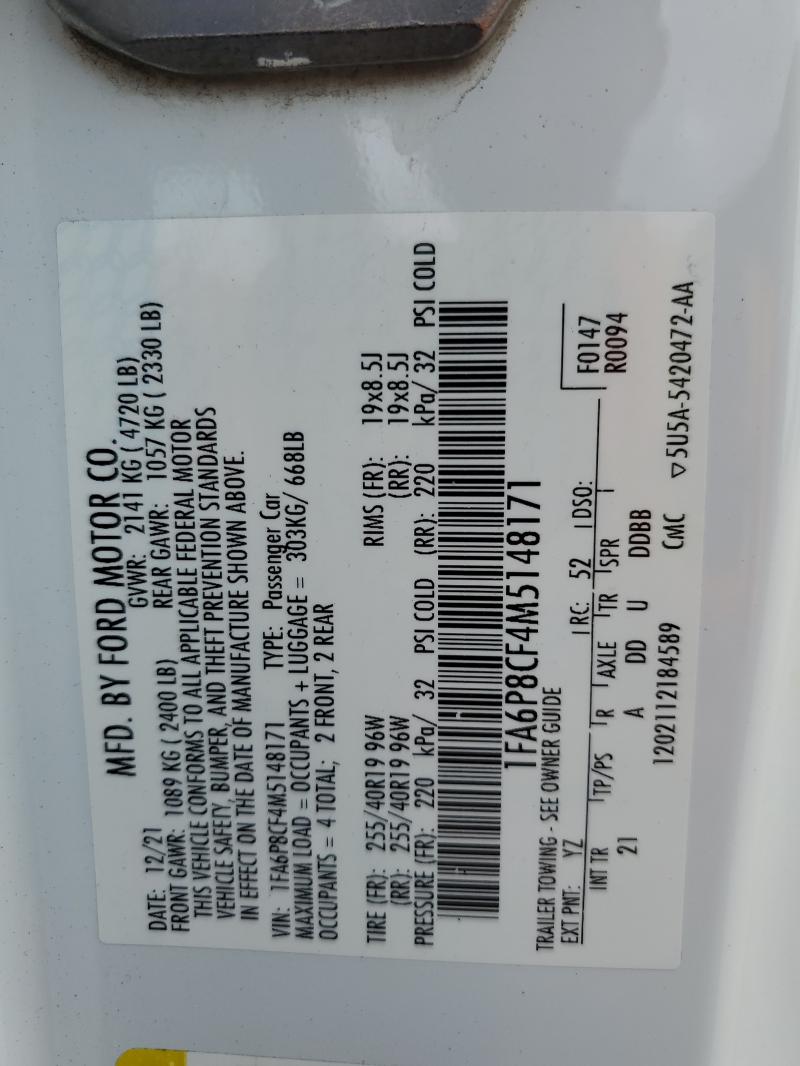 MFD. BY FORD MOTOR CO.
DATE: 12/21 GVWR: 2141 KG ( 4720 LB)
FRONT GAWR: 1089 KG ( 2400 LB) REAR GAWR: 1057 KG ( 2330 LB)
THIS VEHICLE CONFORMS TO ALL APPLICABLE FEDERAL MOTOR
VEHICLE SAFETY, BUMPER, AND THEFT PREVENTION STANDARDS
IN EFFECT ON THE DATE OF MANUFACTURE SHOWN ABOVE.
VIN: 1FA6P8CF4M5148171 TYPE: Passenger Car
MAXIMUM LOAD = OCCUPANTS + LUGGAGE = 303KG/ 668LB
OCCUPANTS = 4 TOTAL; 2 FRONT, 2 REAR
TIRE (FR): 255/40R19 96W RIMS (FR): 19x8.5J
(RR): 255/40R19 96W (RR): 19x8.5J
PRESSURE (FR): 220 kPa/ 32 PSI COLD (RR): 220 kPa/ 32 PSI COLD
1FA6P8CF4M5148171
TRAILER TOWING - SEE OWNER GUIDE
EXT PNT: YZ RC: 52 DSO: F0147
INT TR TP/PS R AXLE TR SPR R0094
21 A DD U DDBB
12021112184589 CMC ▽5U5A-5420472-AA